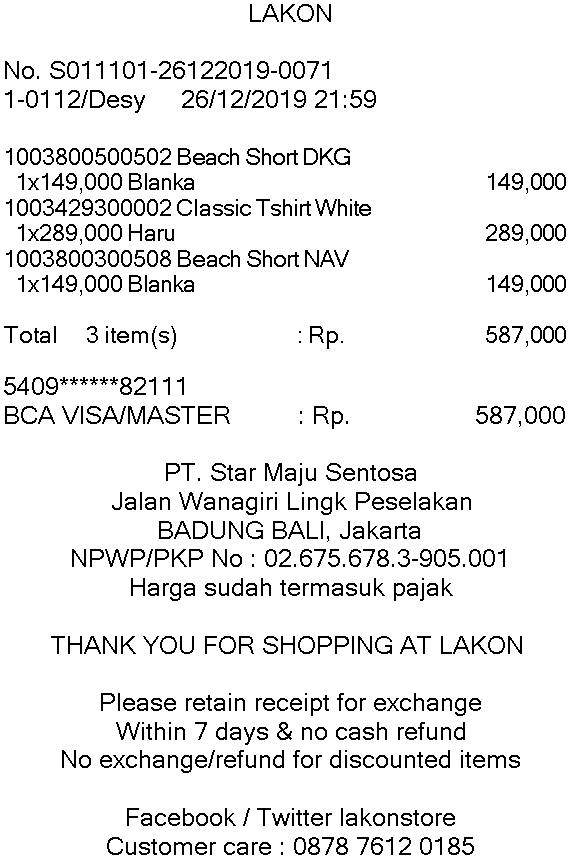 LAKON
No. S011101-26122019-0071
1-0112/Desy 26/12/2019 21:59
1003800500502 Beach Short DKG
1x149,000 Blanka 149,000
1003429300002 Classic Tshirt White
1x289,000 Haru 289,000
1003800300508 Beach Short NAV
1x149,000 Blanka 149,000
Total 3 item(s) : Rp. 587,000
5409******82111
BCA VISA/MASTER : Rp. 587,000
PT. Star Maju Sentosa
Jalan Wanagiri Lingk Peselakan
BADUNG BALI, Jakarta
NPWP/PKP No : 02.675.678.3-905.001
Harga sudah termasuk pajak
THANK YOU FOR SHOPPING AT LAKON
Please retain receipt for exchange
Within 7 days & no cash refund
No exchange/refund for discounted items
Facebook / Twitter lakonstore
Customer care : 0878 7612 0185